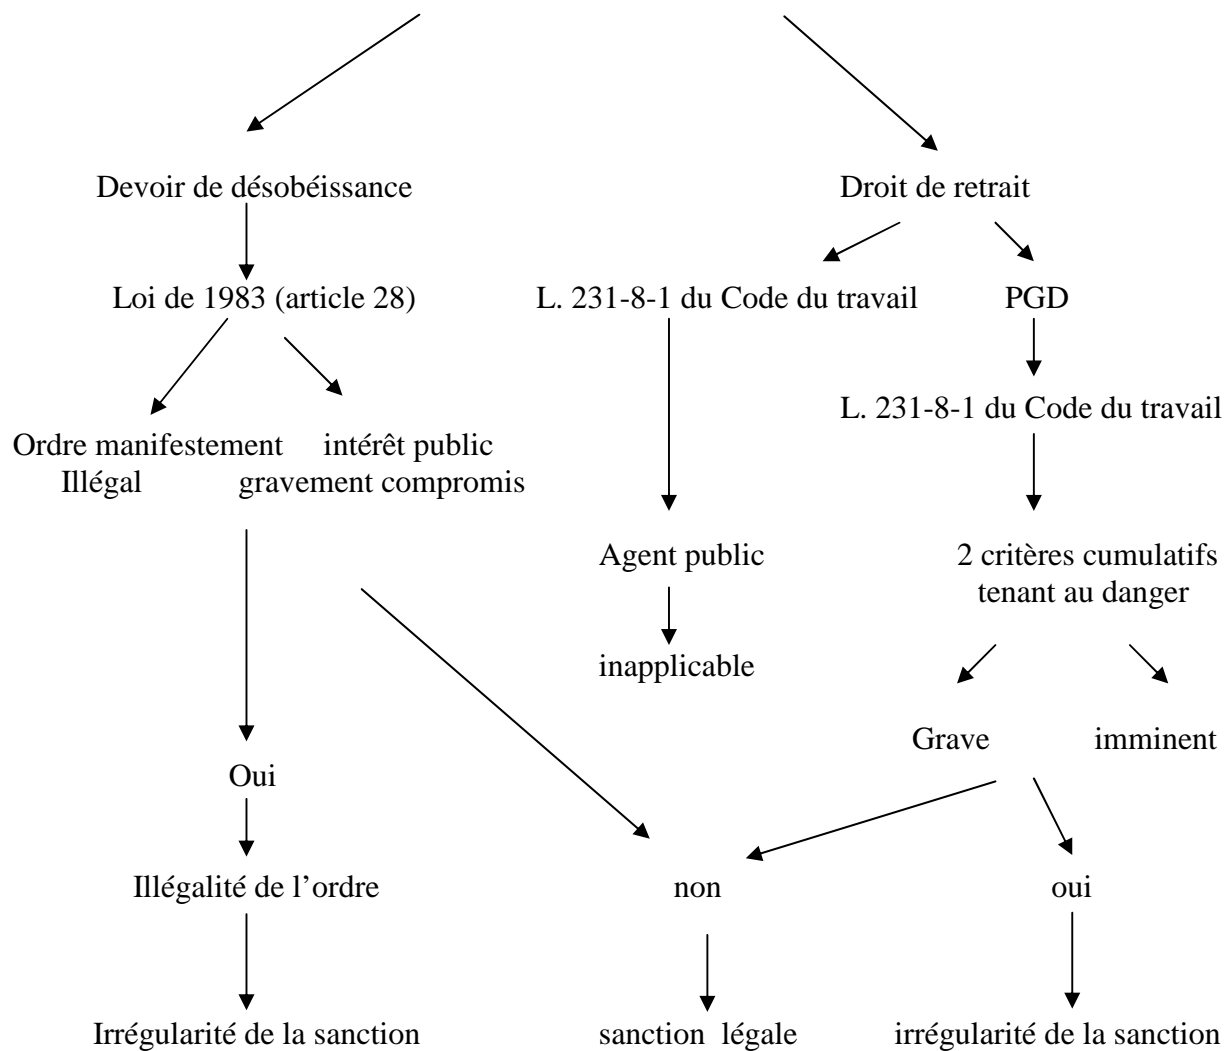 Devoir de désobéissance
Droit de retrait
Loi de 1983 (article 28)
L. 231-8-1 du Code du travail
PGD
L. 231-8-1 du Code du travail
Ordre manifestement
Illégal
intérêt public
gravement compromis
Agent public
2 critères cumulatifs
tenant au danger
inapplicable
Grave
imminent
Oui
Illégalité de l’ordre
non
oui
Irrégularité de la sanction
sanction légale
irrégularité de la sanction